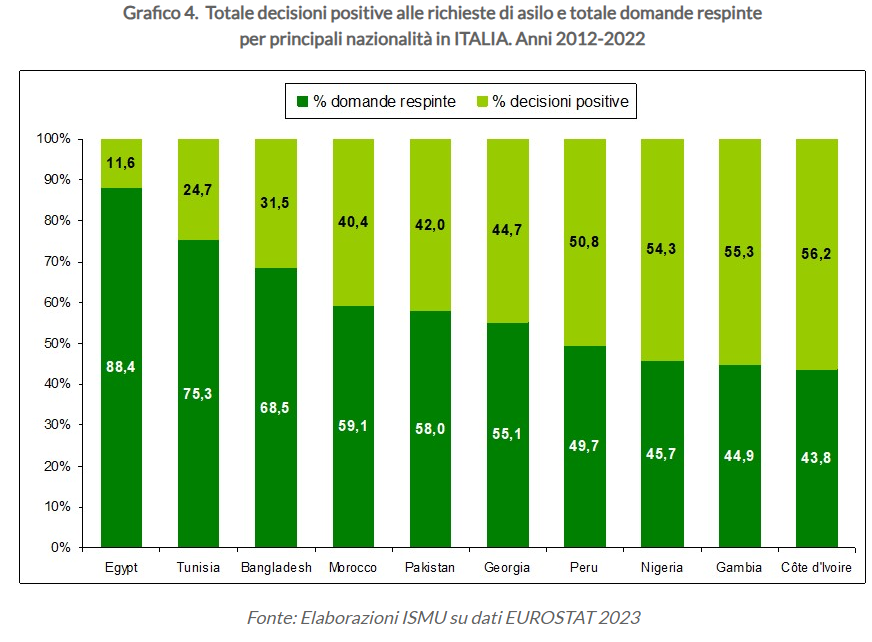 Grafico 4. Totale decisioni positive alle richieste di asilo e totale domande respinte
per principali nazionalità in ITALIA. Anni 2012-2022
% domande respinte % decisioni positive
100%
90%
80%
70%
60%
50%
40%
30%
20%
10%
0%
11,6 24,7 31,5 40,4 42,0 44,7 50,8 54,3 55,3 56,2
88,4 75,3 68,5 59,1 58,0 55,1 49,7 45,7 44,9 43,8
Egypt Tunisia Bangladesh Morocco Pakistan Georgia Peru Nigeria Gambia Côte d'Ivoire
Fonte: Elaborazioni ISMU su dati EUROSTAT 2023